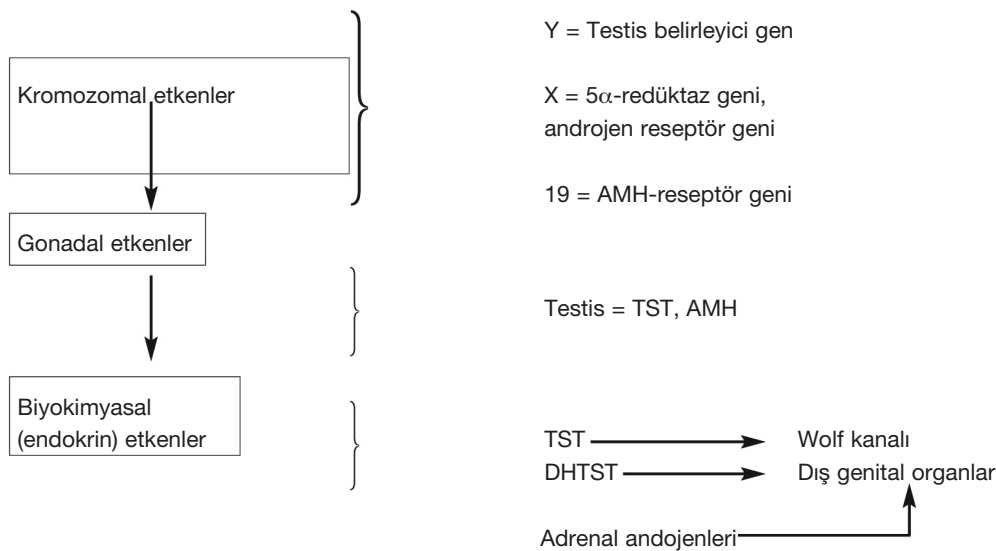 Y = Testis belirleyici gen
Kromozomal etkenler
X = 5α-redüktaz geni,
androjen reseptör geni
19 = AMH-reseptör geni
Gonadal etkenler
Testis = TST, AMH
Biyokimyasal
(endokrin) etkenler
TST Wolf kanalı
DHTST Dış genital organlar
Adrenal andojenleri